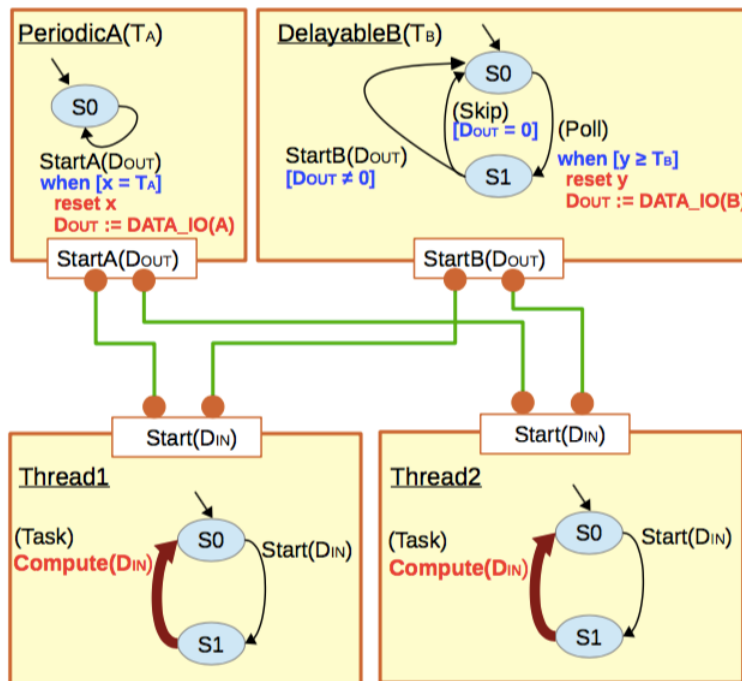 PeriodicA(TA)
S0
StartA(DOUT)
when [x = TA]
reset x
DOUT := DATA_IO(A)
StartA(DOUT)
DelayableB(TB)
S0
(Skip)
[DOUT = 0]
(Poll)
StartB(DOUT)
[DOUT ≠ 0]
S1
when [y ≥ TB]
reset y
DOUT := DATA_IO(B)
StartB(DOUT)
Start(DIN)
Thread1
(Task)
Compute(DIN)
S0
Start(DIN)
S1
Start(DIN)
Thread2
(Task)
Compute(DIN)
S0
Start(DIN)
S1